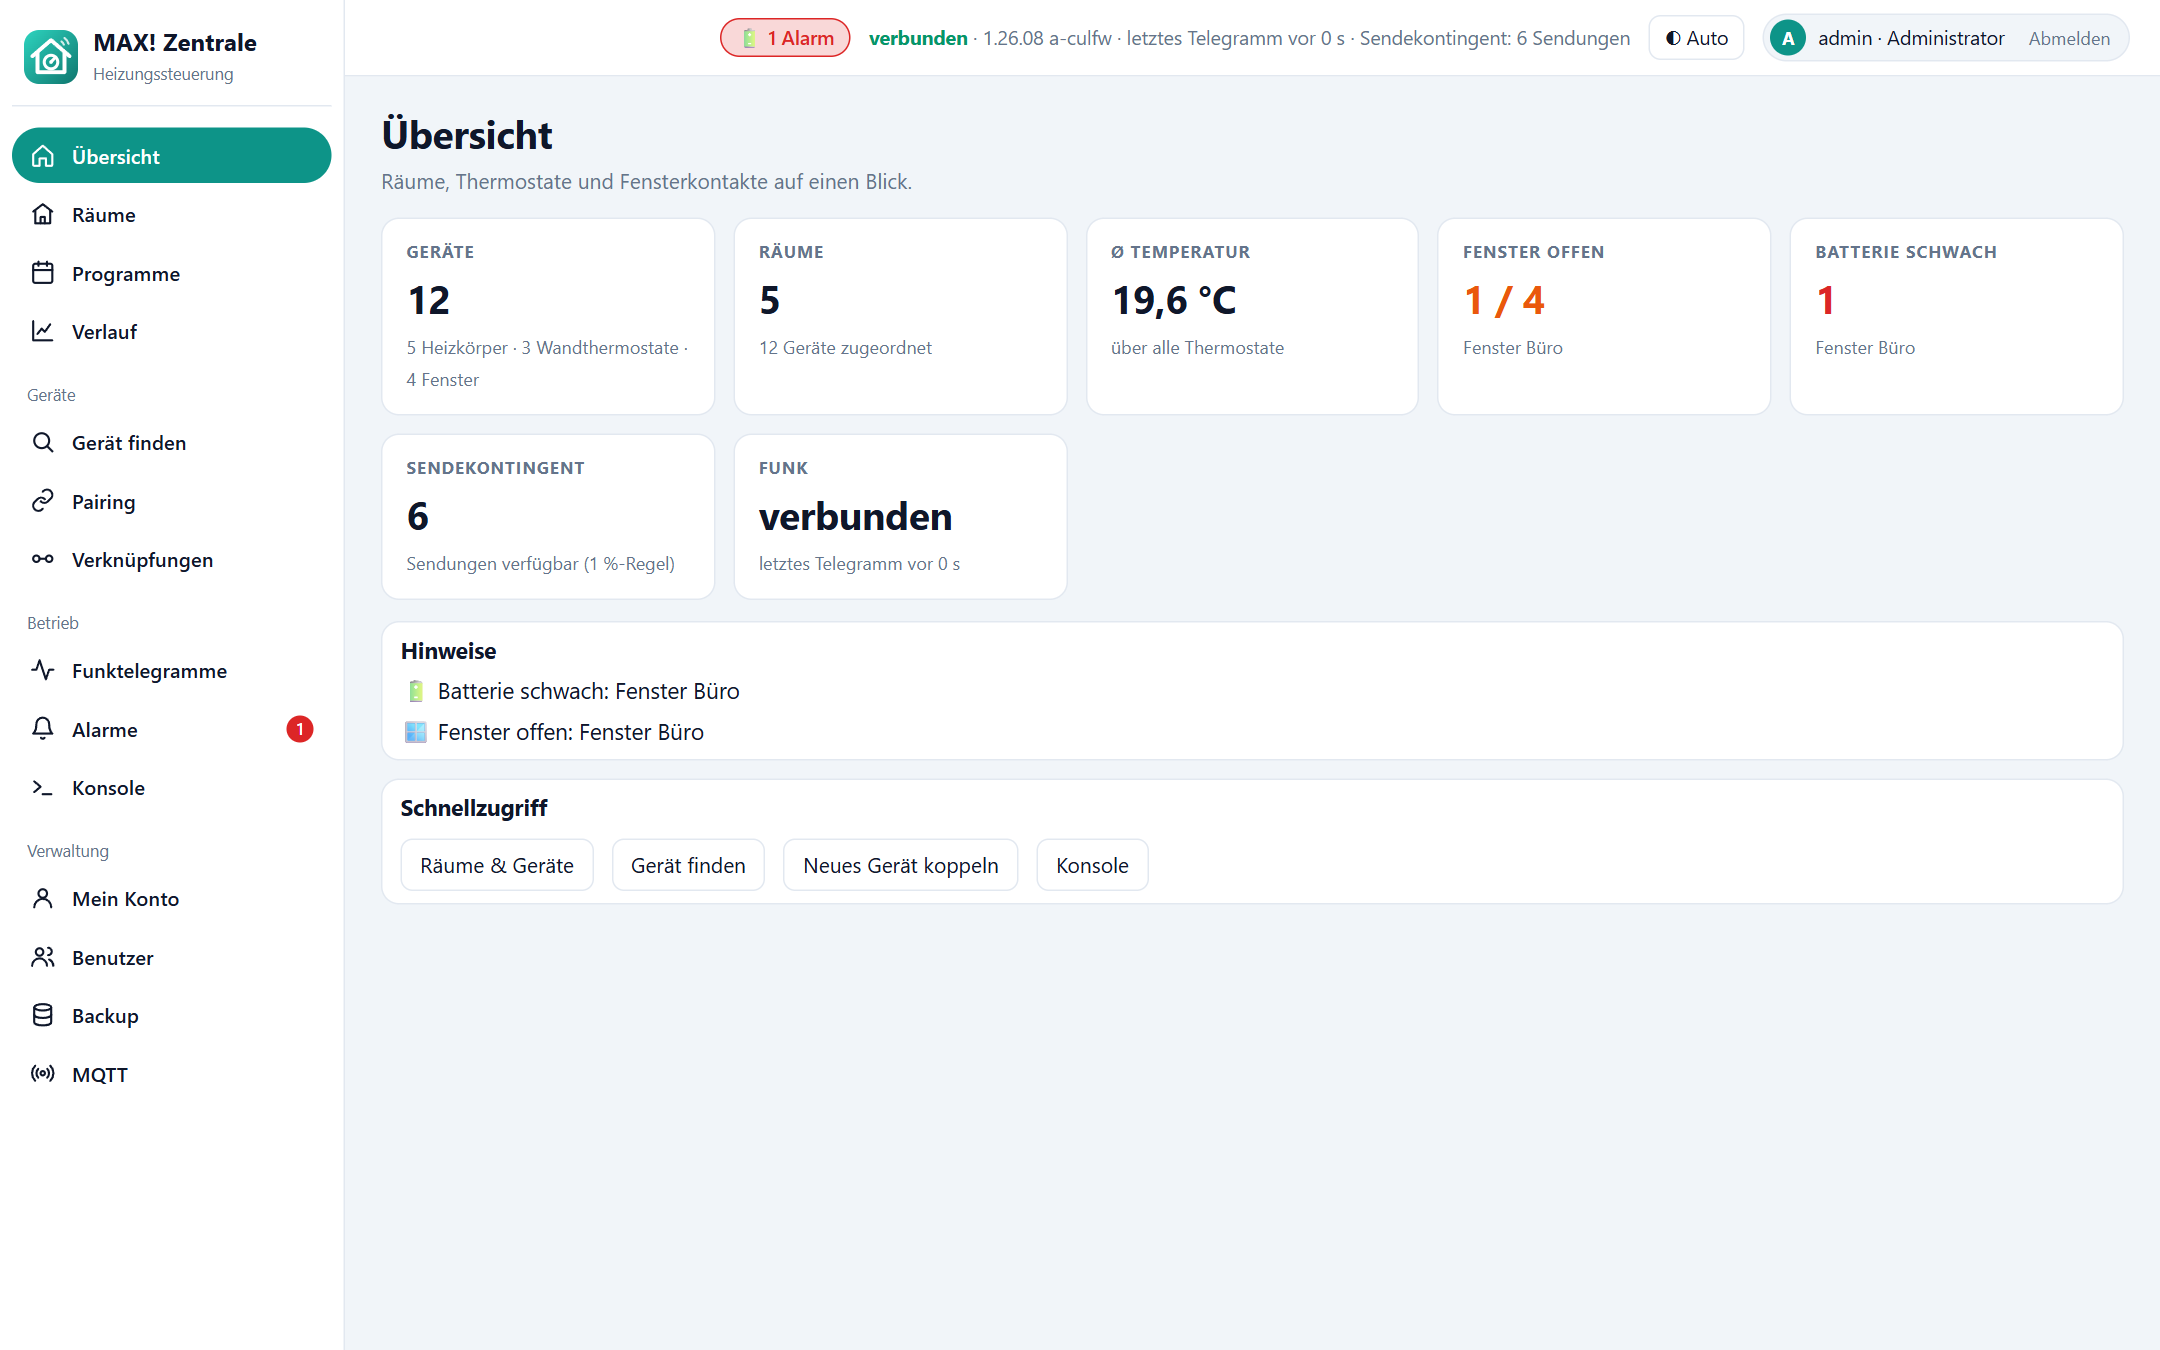 MAX! Zentrale
Heizungssteuerung
1 Alarm
verbunden · 1.26.08 a-culfw · letztes Telegramm vor 0 s · Sendekontingent: 6 Sendungen
Auto
A
admin · Administrator
Abmelden
Übersicht
Räume
Programme
Verlauf
Geräte
Gerät finden
Pairing
Verknüpfungen
Betrieb
Funktelegramme
Alarme
1
Konsole
Verwaltung
Mein Konto
Benutzer
Backup
MQTT
Übersicht
Räume, Thermostate und Fensterkontakte auf einen Blick.
GERÄTE
12
5 Heizkörper · 3 Wandthermostate ·
4 Fenster
RÄUME
5
12 Geräte zugeordnet
Ø TEMPERATUR
19,6 °C
über alle Thermostate
FENSTER OFFEN
1 / 4
Fenster Büro
BATTERIE SCHWACH
1
Fenster Büro
SENDEKONTINGENT
6
Sendungen verfügbar (1 %-Regel)
FUNK
verbunden
letztes Telegramm vor 0 s
Hinweise
Batterie schwach: Fenster Büro
Fenster offen: Fenster Büro
Schnellzugriff
Räume & Geräte
Gerät finden
Neues Gerät koppeln
Konsole